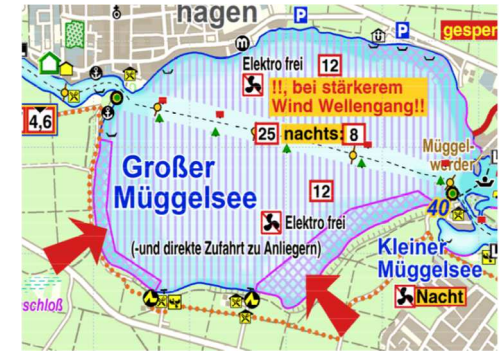 hagen
P
P
gesper
m
Elektro frei
12
!!, bei stärkerem
Wind Wellengang!!
4,6
25 nachts: 8
Müggel-
werder
Großer
Müggelsee
12
40
Elektro frei
(-und direkte Zufahrt zu Anliegern)
Kleiner
Müggelsee
schloß
Nacht